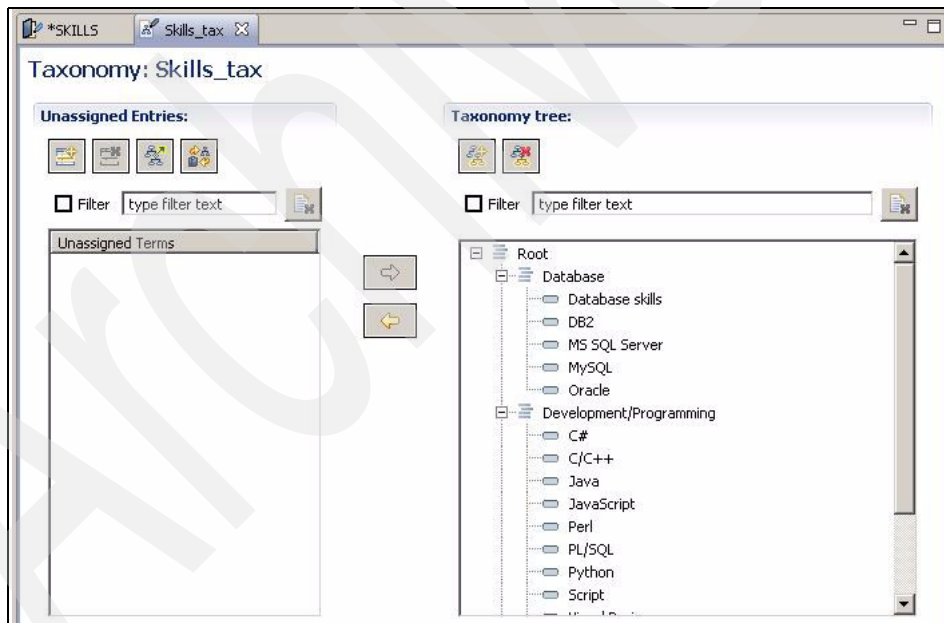 *SKILLS Skills_tax
Taxonomy: Skills_tax
Unassigned Entries:
Filter type filter text
Unassigned Terms
Taxonomy tree:
Filter type filter text
Root
Database
Database skills
DB2
MS SQL Server
MySQL
Oracle
Development/Programming
C#
C/C++
Java
JavaScript
Perl
PL/SQL
Python
Script